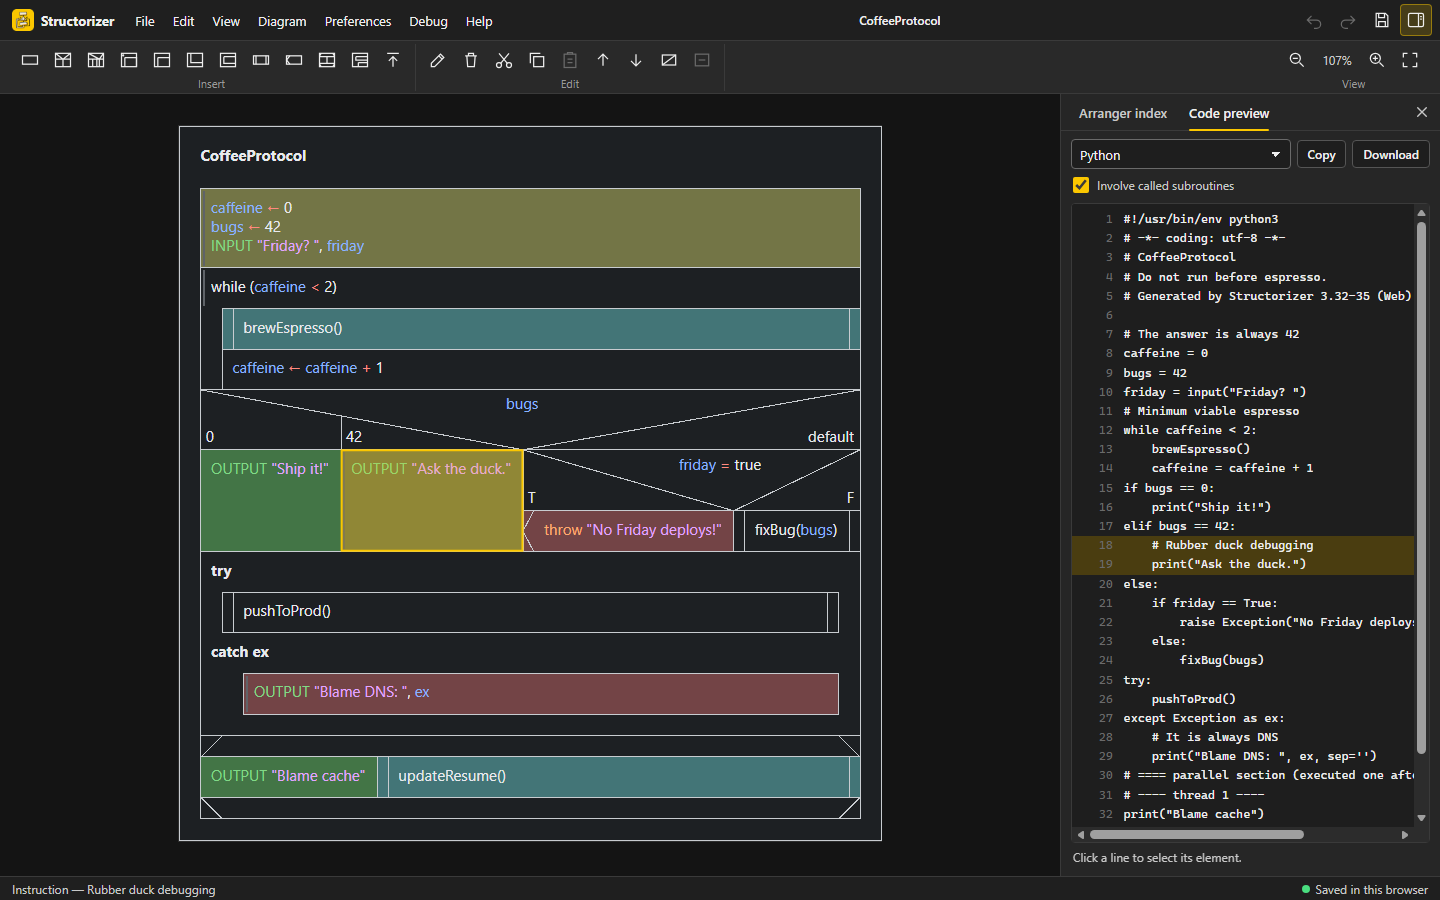 Structorizer
File
Edit
View
Diagram
Preferences
Debug
Help
CoffeeProtocol
Insert
Edit
107%
View
CoffeeProtocol
caffeine ← 0
bugs ← 42
INPUT "Friday? ", friday
while (caffeine < 2)
brewEspresso()
caffeine ← caffeine + 1
bugs
0
42
default
OUTPUT "Ship it!"
OUTPUT "Ask the duck."
friday = true
T
F
throw "No Friday deploys!"
fixBug(bugs)
try
pushToProd()
catch ex
OUTPUT "Blame DNS: ", ex
OUTPUT "Blame cache"
updateResume()
Arranger index
Code preview
Python
Copy
Download
Involve called subroutines
1 #!/usr/bin/env python3
2 # -*- coding: utf-8 -*-
3 # CoffeeProtocol
4 # Do not run before espresso.
5 # Generated by Structorizer 3.32-35 (Web)
6
7 # The answer is always 42
8 caffeine = 0
9 bugs = 42
10 friday = input("Friday? ")
11 # Minimum viable espresso
12 while caffeine < 2:
13     brewEspresso()
14     caffeine = caffeine + 1
15 if bugs == 0:
16     print("Ship it!")
17 elif bugs == 42:
18     # Rubber duck debugging
19     print("Ask the duck.")
20 else:
21     if friday == True:
22         raise Exception("No Friday deploys
23     else:
24         fixBug(bugs)
25 try:
26     pushToProd()
27 except Exception as ex:
28     # It is always DNS
29     print("Blame DNS: ", ex, sep='')
30 # ==== parallel section (executed one afte
31 # ---- thread 1 ----
32 print("Blame cache")
Click a line to select its element.
Instruction — Rubber duck debugging
Saved in this browser